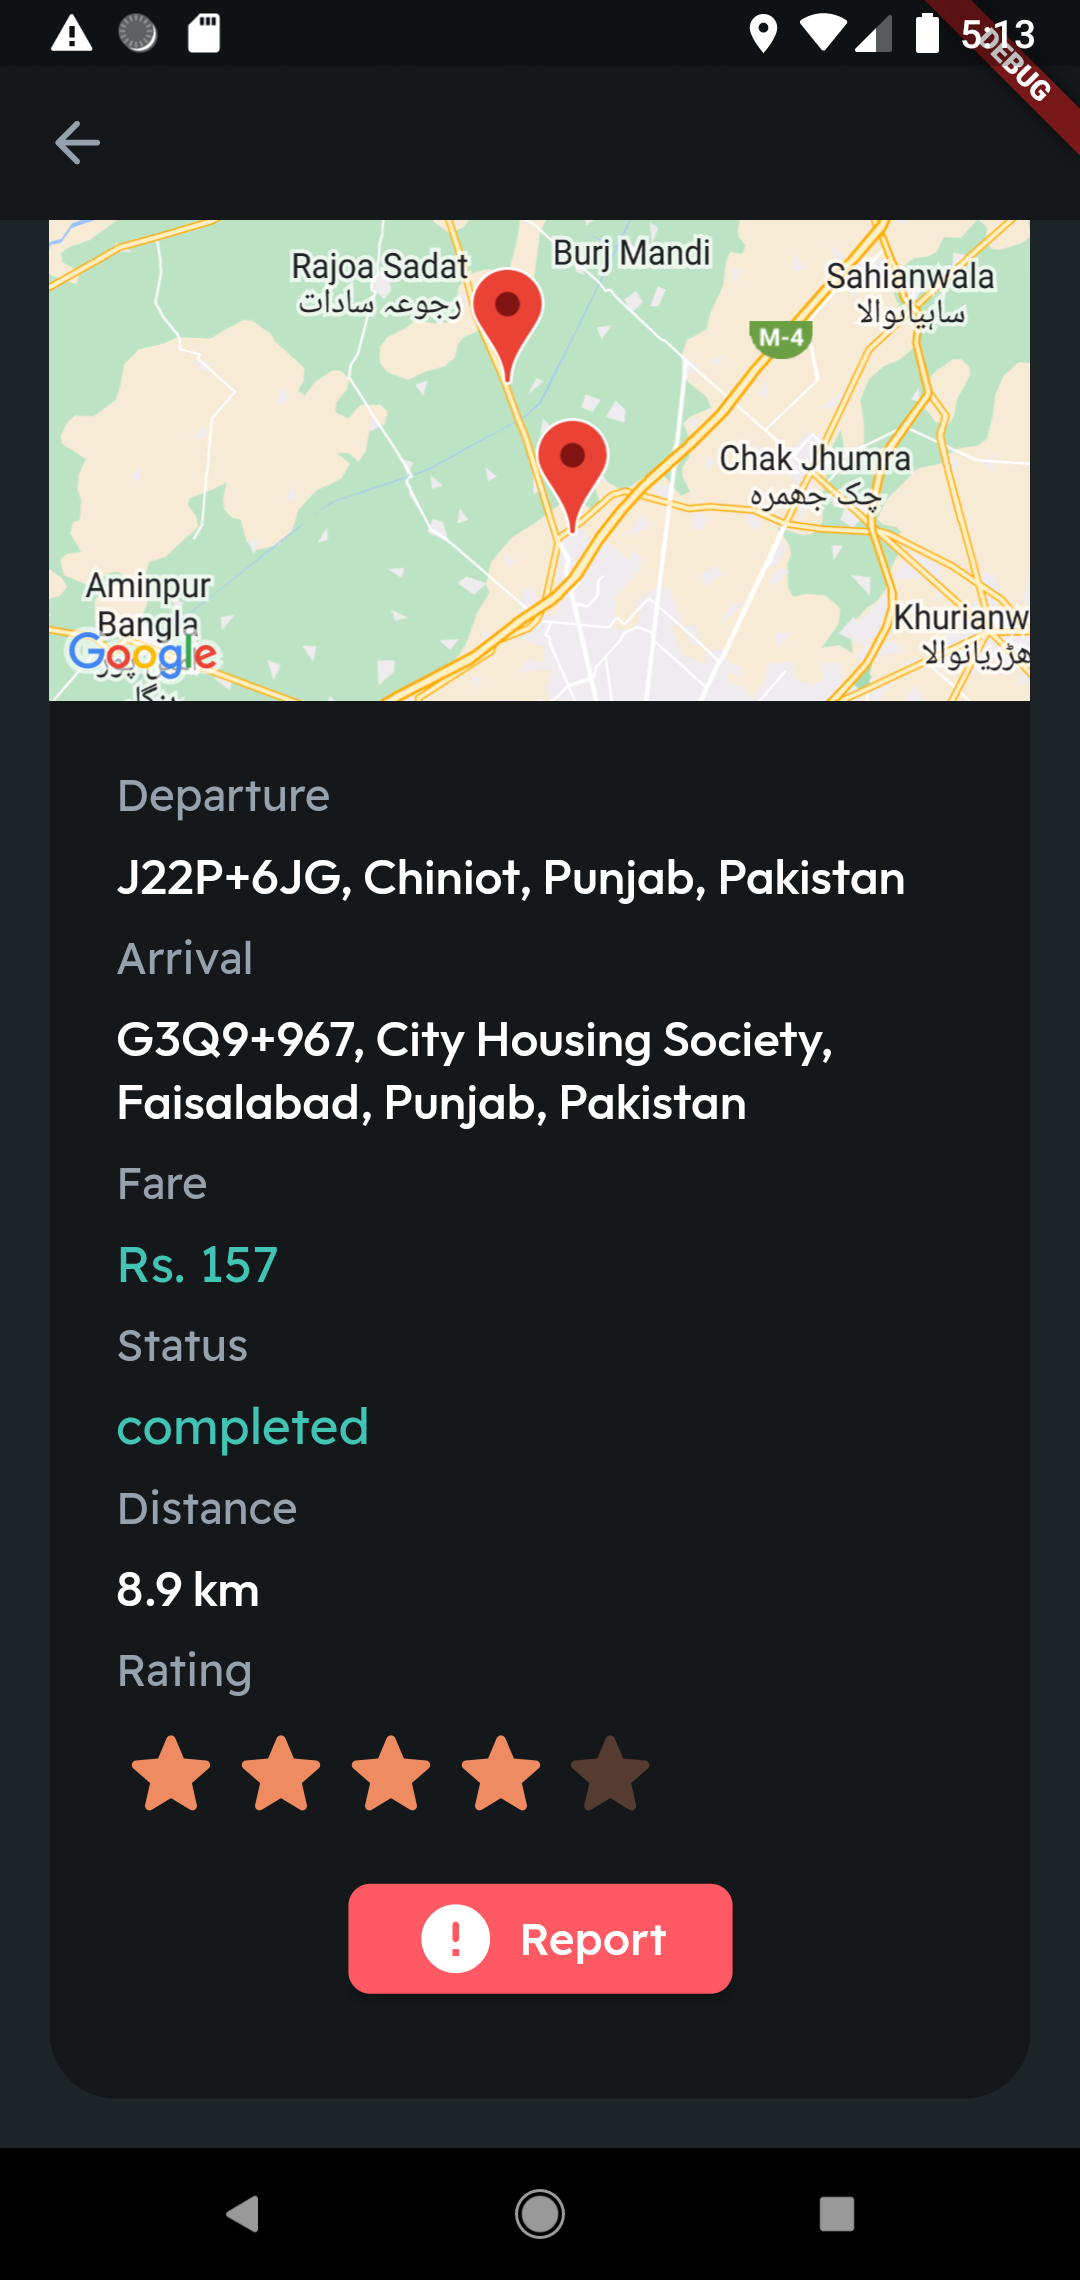 5:13
DEBUG
Rajoa Sadat
رجوعہ سادات
Burj Mandi
Sahianwala
ساہیانوالا
M-4
Chak Jhumra
چک جھمرہ
Aminpur
Bangla
Google
Khurianw
Departure
J22P+6JG, Chiniot, Punjab, Pakistan
Arrival
G3Q9+967, City Housing Society,
Faisalabad, Punjab, Pakistan
Fare
Rs. 157
Status
completed
Distance
8.9 km
Rating
Report